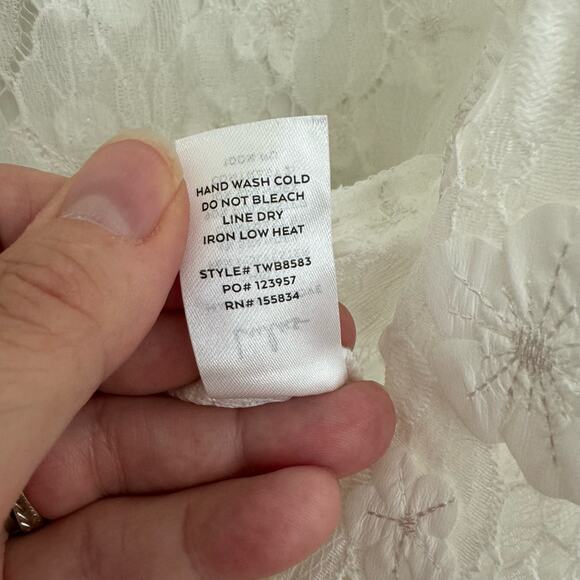 HAND WASH COLD
DO NOT BLEACH
LINE DRY
IRON LOW HEAT
STYLE# TWB8583
PO# 123957
RN# 155834